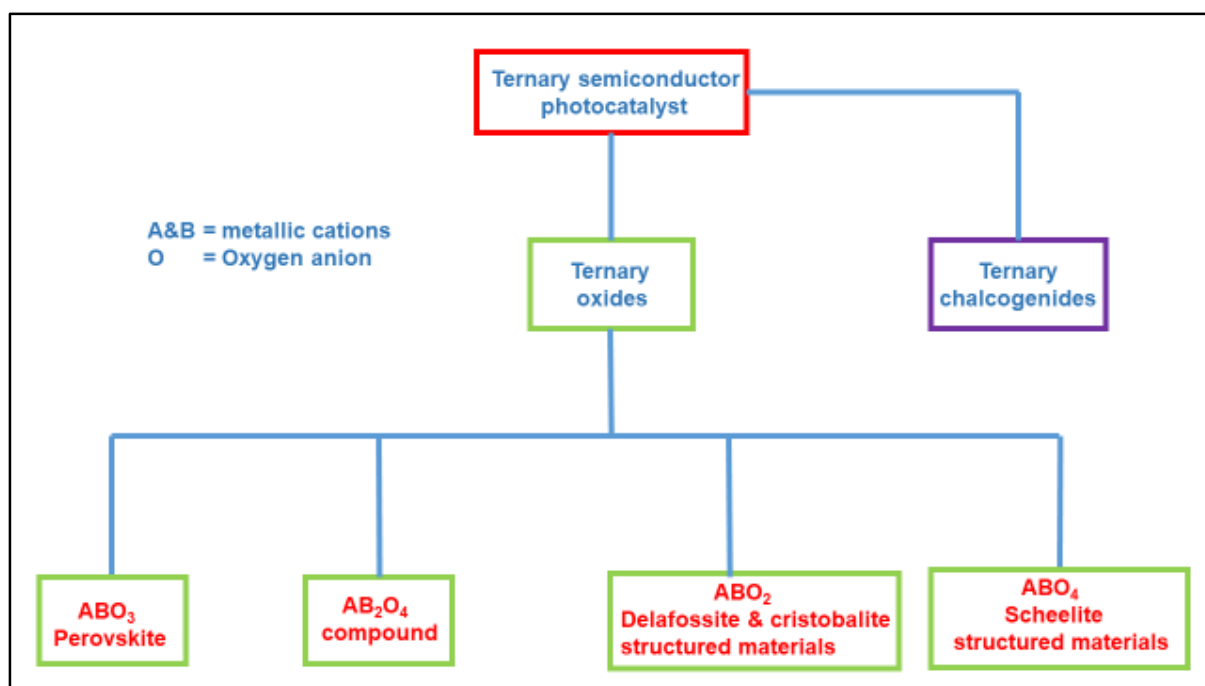 Ternary semiconductor
photocatalyst
A&B = metallic cations
O = Oxygen anion
Ternary
oxides
Ternary
chalcogenides
ABO₃
Perovskite
AB₂O₄
compound
ABO₂
Delafossite & cristobalite
structured materials
ABO₄
Scheelite
structured materials